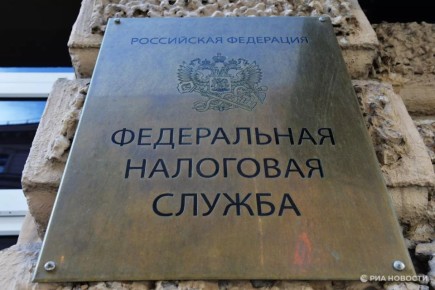 РОССИЙСКАЯ ФЕДЕРАЦИЯ
ФЕДЕРАЛЬНАЯ
НАЛОГОВАЯ
СЛУЖБА
© РИА НОВОСТИ